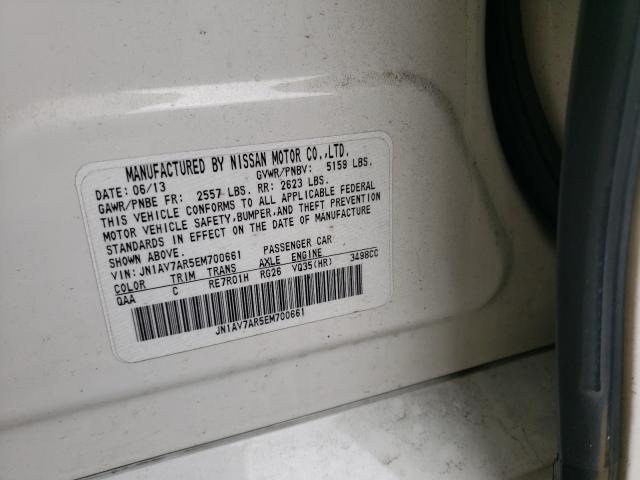 MANUFACTURED BY NISSAN MOTOR CO.,LTD.
DATE: 06/13 GVWR/PNBV: 5159 LBS.
GAWR/PNBE FR: 2557 LBS. RR: 2623 LBS.
THIS VEHICLE CONFORMS TO ALL APPLICABLE FEDERAL
MOTOR VEHICLE SAFETY,BUMPER,AND THEFT PREVENTION
STANDARDS IN EFFECT ON THE DATE OF MANUFACTURE
SHOWN ABOVE.
VIN: JN1AV7AR5EM700661 PASSENGER CAR
COLOR TRIM TRANS AXLE ENGINE
QAA C RE7R01H RG26 VQ35(HR) 3498CC
JN1AV7AR5EM700661